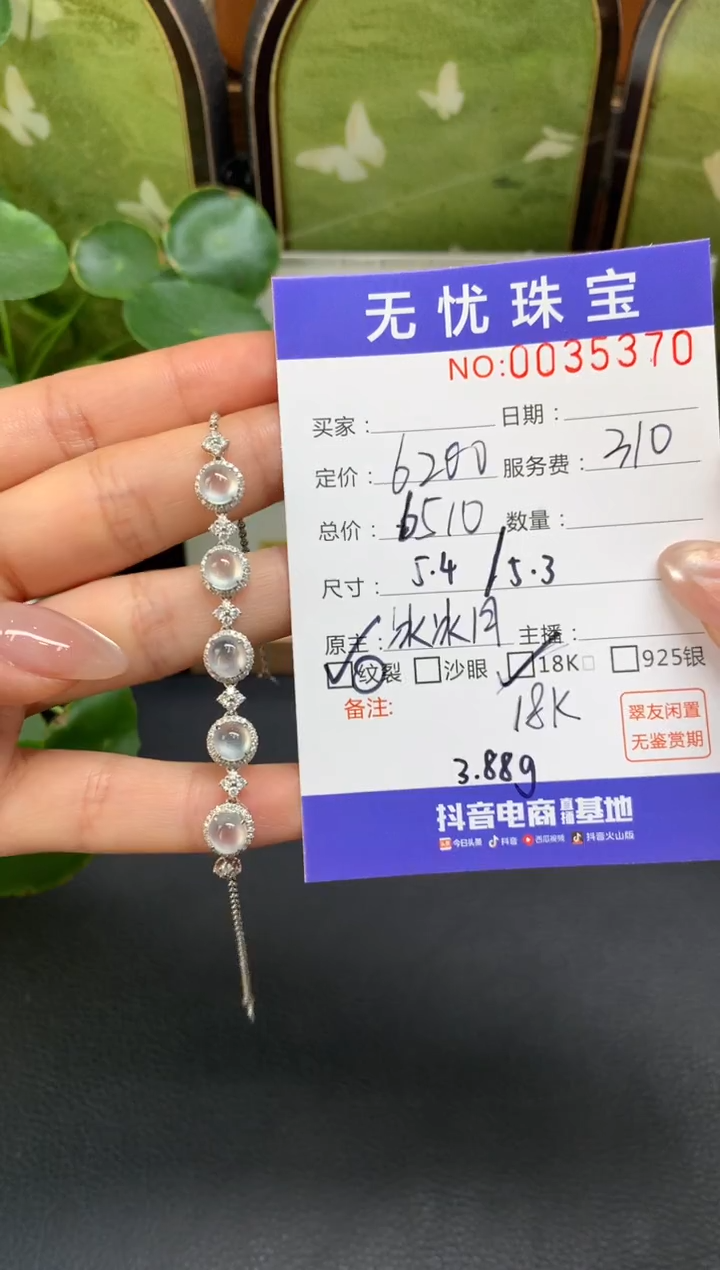 无忧珠宝
NO:0035370
买家: 日期:
定价: 6200 服务费: 310
总价: 6510 数量:
尺寸: 5.4/5.3
原主: 冰冰月 主播:
纹裂 沙眼 18K 925银
备注:
18K
翠友闲置
无鉴赏期
3.88g
抖音电商直播基地
今日头条 抖音 西瓜视频 抖音火山版